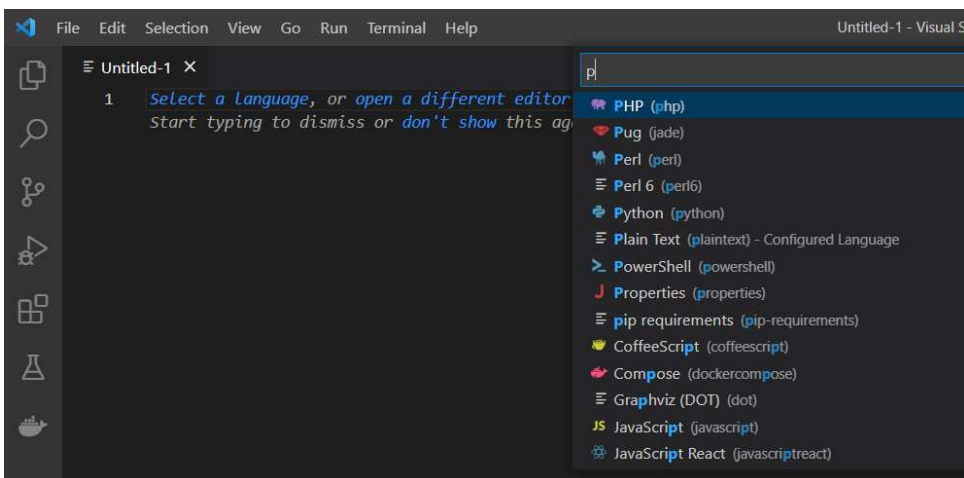 File Edit Selection View Go Run Terminal Help Untitled-1 - Visual S
Untitled-1
1 Select a language, or open a different editor
Start typing to dismiss or don't show this aga
p
PHP (php)
Pug (jade)
Perl (perl)
Perl 6 (perl6)
Python (python)
Plain Text (plaintext) - Configured Language
PowerShell (powershell)
J Properties (properties)
pip requirements (pip-requirements)
CoffeeScript (coffeescript)
Compose (dockercompose)
Graphviz (DOT) (dot)
JS JavaScript (javascript)
JavaScript React (javascriptreact)